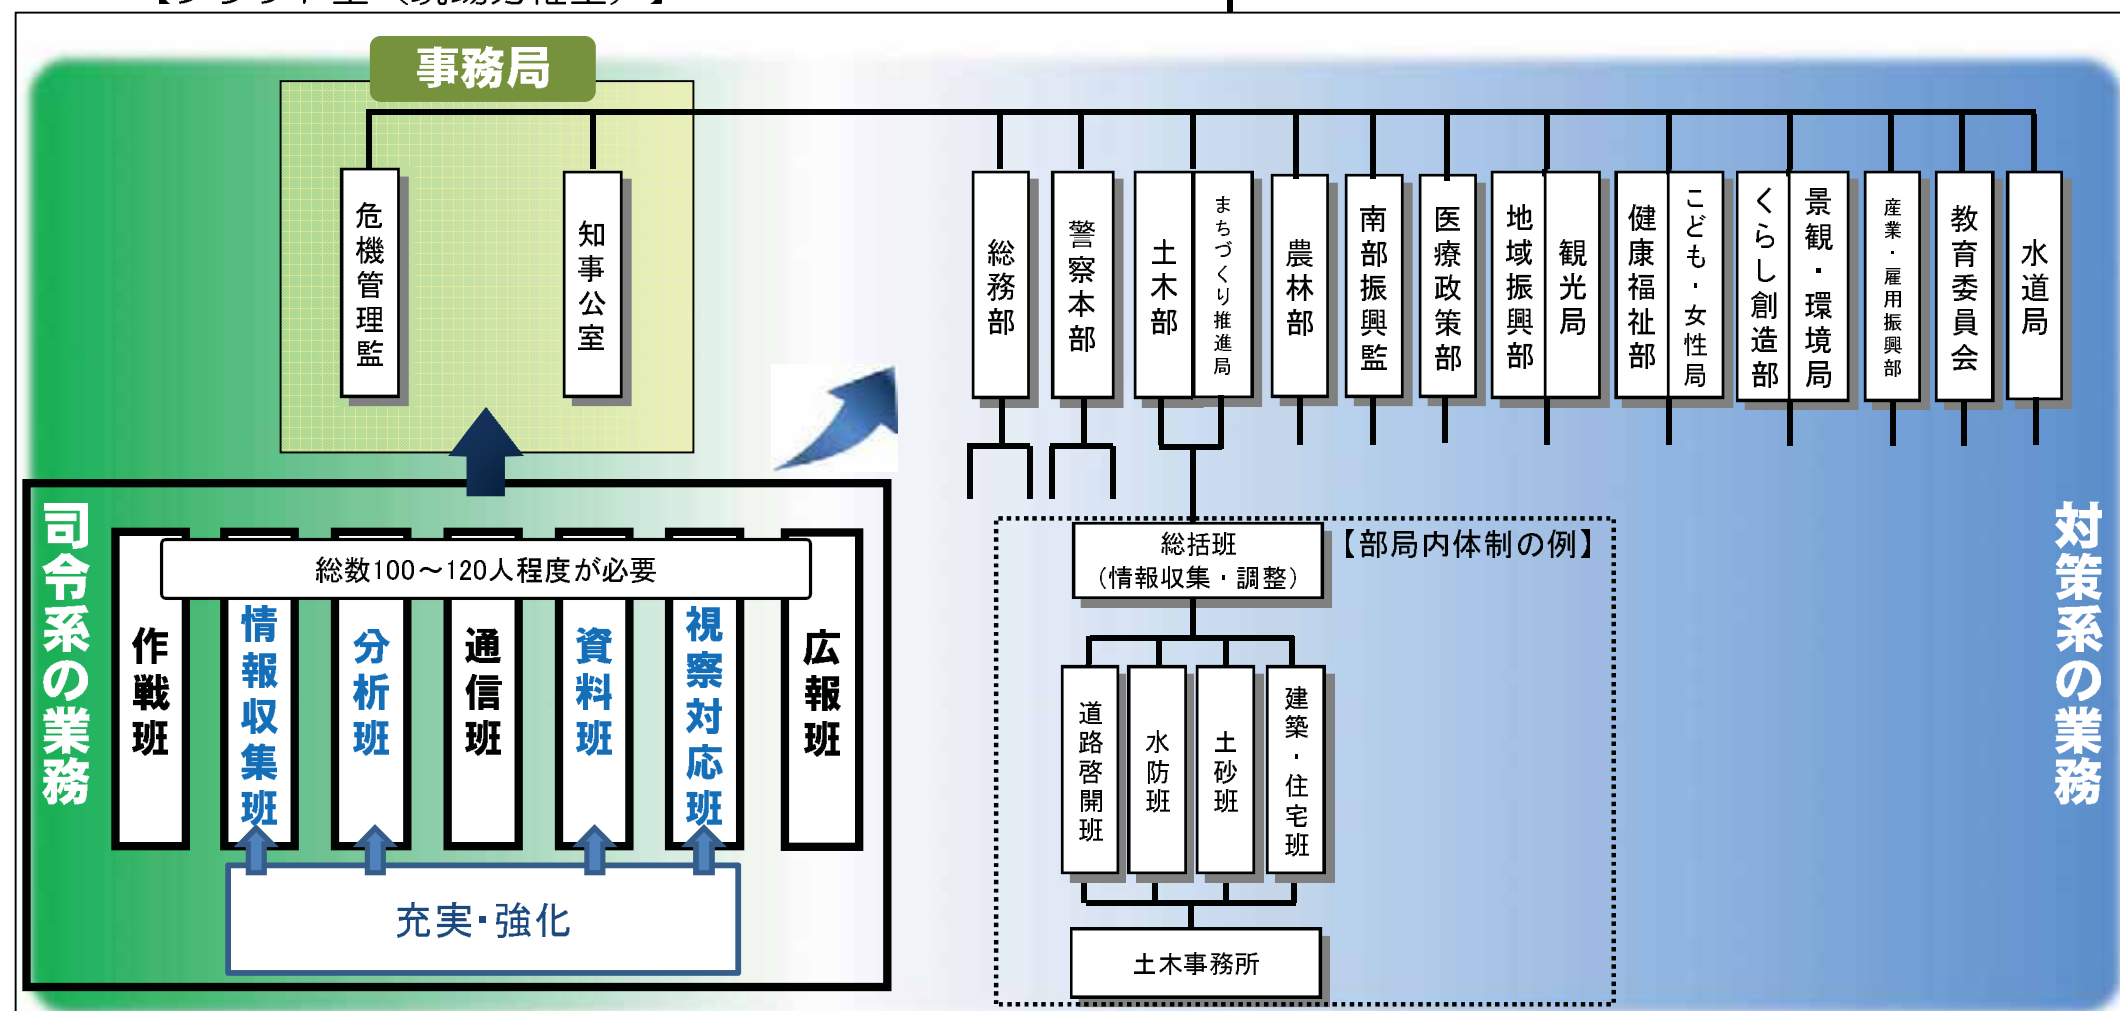 事務局
危機管理監
知事公室
総務部
警察本部
土木部
まちづくり推進局
農林部
南部振興監
医療政策部
地域振興部
観光局
健康福祉部
こども・女性局
くらし創造部
景観・環境局
産業・雇用振興部
教育委員会
水道局
司令系の業務
総数100～120人程度が必要
作戦班
情報収集班
分析班
通信班
資料班
視察対応班
広報班
充実・強化
【部局内体制の例】
総括班
（情報収集・調整）
道路啓開班
水防班
土砂班
建築・住宅班
土木事務所
対策系の業務